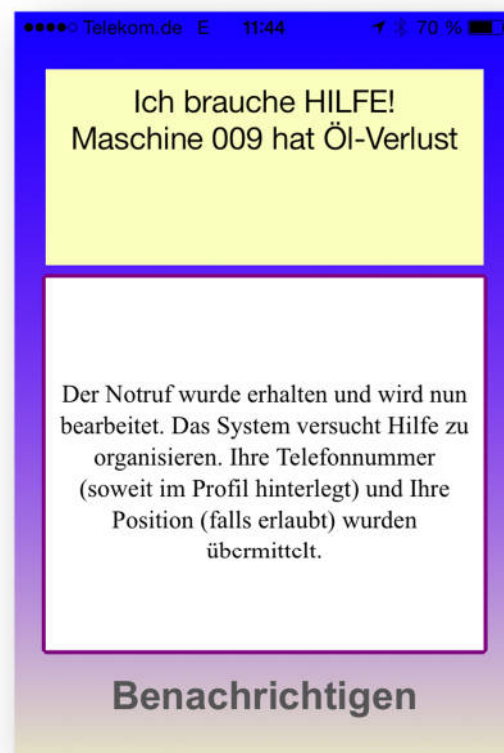 Telekom.de E 11:44 70 %
Ich brauche HILFE!
Maschine 009 hat Öl-Verlust
Der Notruf wurde erhalten und wird nun
bearbeitet. Das System versucht Hilfe zu
organisieren. Ihre Telefonnummer
(soweit im Profil hinterlegt) und Ihre
Position (falls erlaubt) wurden
übermittelt.
Benachrichtigen